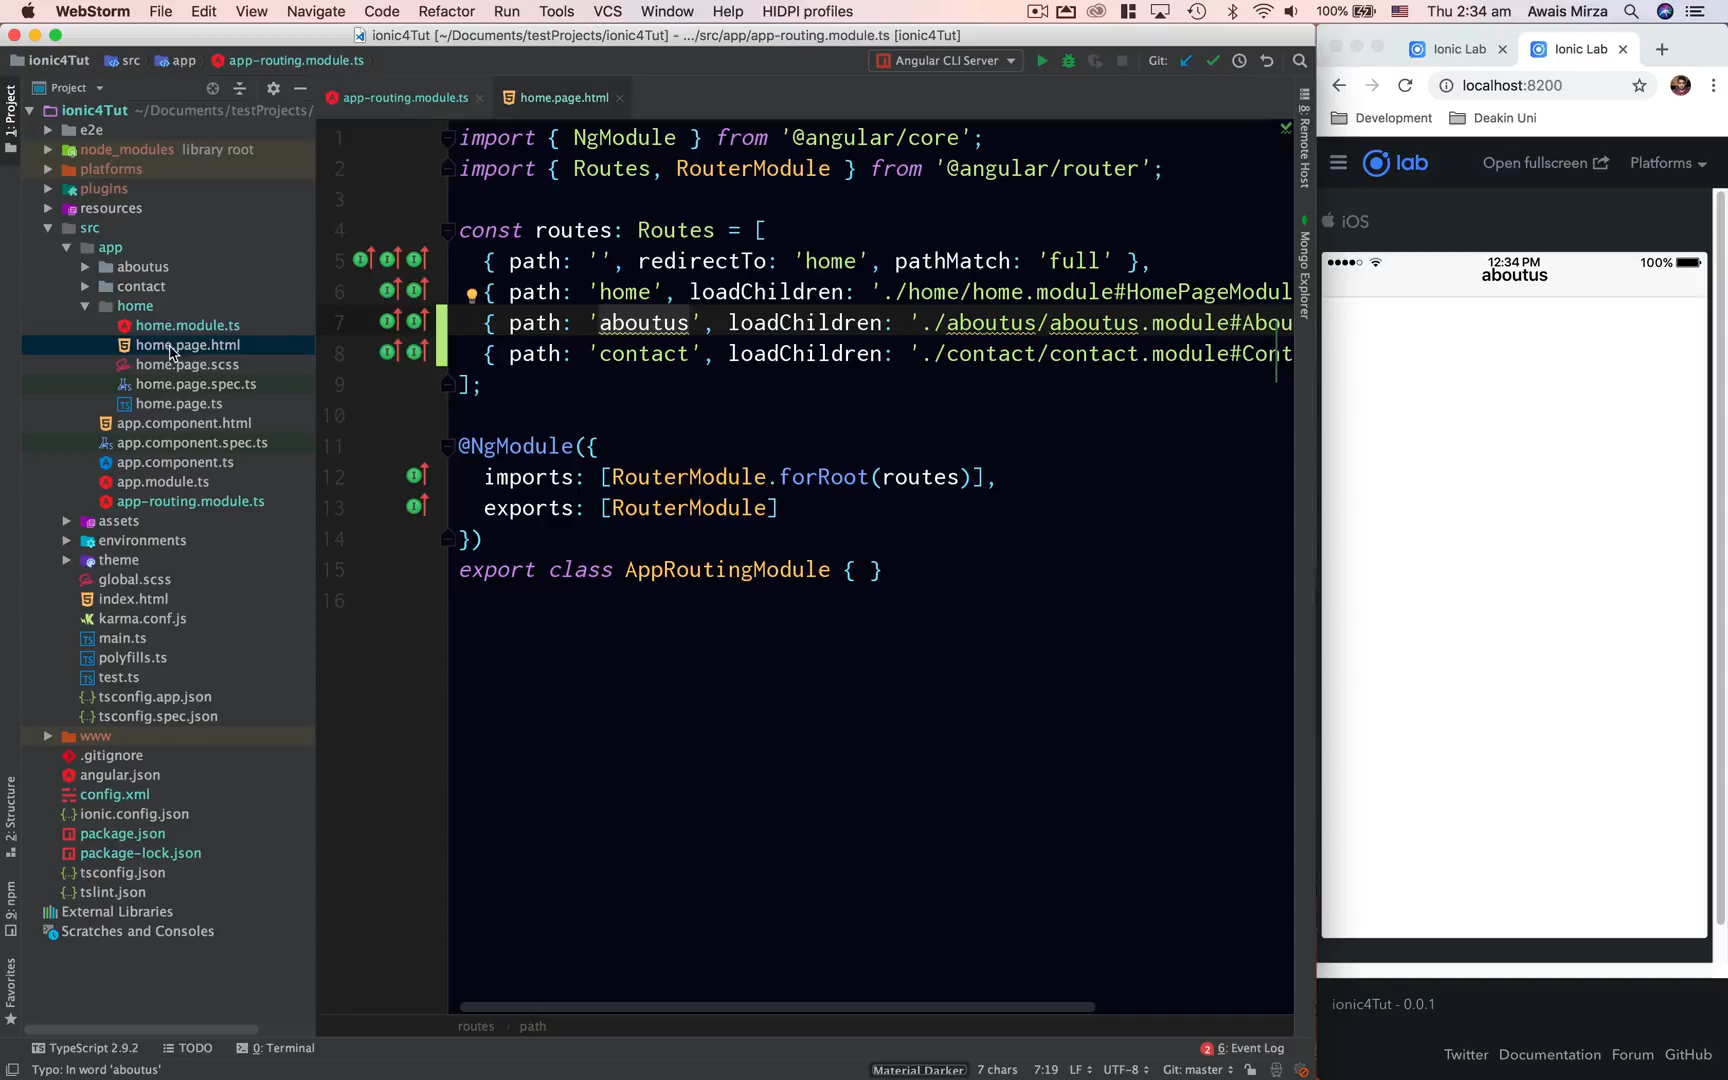 WebStorm File Edit View Navigate Code Refactor Run Tools VCS Window Help HIDPI profiles 100% Thu 2:34 am Awais Mirza
ionic4Tut [~/Documents/testProjects/ionic4Tut] - .../src/app/app-routing.module.ts [ionic4Tut]
ionic4Tut src app app-routing.module.ts Angular CLI Server Git:
Project
app-routing.module.ts home.page.html
1: Project
ionic4Tut ~/Documents/testProjects/
e2e
node_modules library root
platforms
plugins
resources
src
app
aboutus
contact
home
home.module.ts
home.page.html
home.page.scss
home.page.spec.ts
home.page.ts
app.component.html
app.component.spec.ts
app.component.ts
app.module.ts
app-routing.module.ts
assets
environments
theme
global.scss
index.html
karma.conf.js
main.ts
polyfills.ts
test.ts
tsconfig.app.json
tsconfig.spec.json
www
.gitignore
angular.json
config.xml
ionic.config.json
package.json
package-lock.json
tsconfig.json
tslint.json
External Libraries
Scratches and Consoles
2: Structure
9: npm
Favorites
1 import { NgModule } from '@angular/core';
2 import { Routes, RouterModule } from '@angular/router';
3
4 const routes: Routes = [
5 { path: '', redirectTo: 'home', pathMatch: 'full' },
6 { path: 'home', loadChildren: './home/home.module#HomePageModul
7 { path: 'aboutus', loadChildren: './aboutus/aboutus.module#Abou
8 { path: 'contact', loadChildren: './contact/contact.module#Cont
9 ];
10
11 @NgModule({
12 imports: [RouterModule.forRoot(routes)],
13 exports: [RouterModule]
14 })
15 export class AppRoutingModule { }
16
routes › path
8: Remote Host
Mongo Explorer
TypeScript 2.9.2 TODO 0: Terminal 2 6: Event Log
Typo: In word 'aboutus' Material Darker 7 chars 7:19 LF UTF-8 Git: master
Ionic Lab Ionic Lab
localhost:8200
Development Deakin Uni
lab Open fullscreen Platforms
iOS
12:34 PM 100%
aboutus
ionic4Tut - 0.0.1
Twitter Documentation Forum GitHub